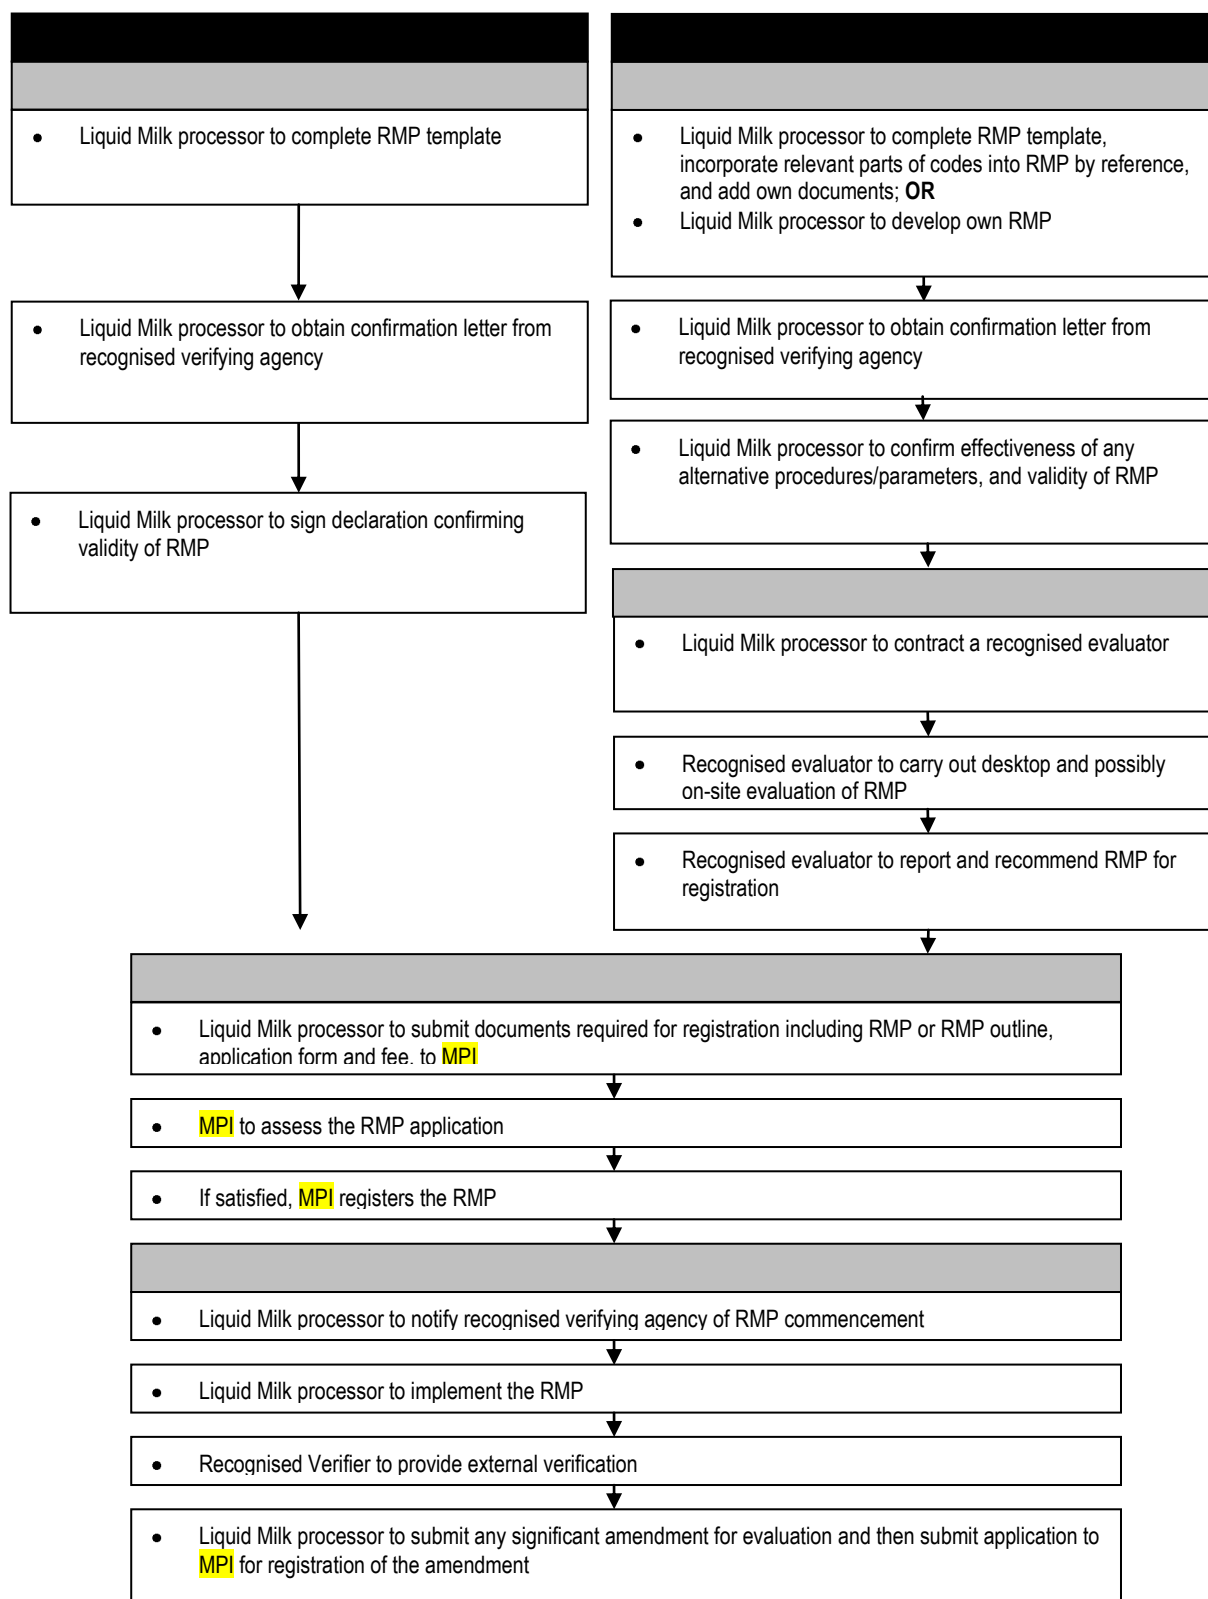 • Liquid Milk processor to complete RMP template
• Liquid Milk processor to obtain confirmation letter from
recognised verifying agency
• Liquid Milk processor to sign declaration confirming
validity of RMP
• Liquid Milk processor to complete RMP template,
incorporate relevant parts of codes into RMP by reference,
and add own documents; OR
• Liquid Milk processor to develop own RMP
• Liquid Milk processor to obtain confirmation letter from
recognised verifying agency
• Liquid Milk processor to confirm effectiveness of any
alternative procedures/parameters, and validity of RMP
• Liquid Milk processor to contract a recognised evaluator
• Recognised evaluator to carry out desktop and possibly
on-site evaluation of RMP
• Recognised evaluator to report and recommend RMP for
registration
• Liquid Milk processor to submit documents required for registration including RMP or RMP outline,
application form and fee, to MPI
• MPI to assess the RMP application
• If satisfied, MPI registers the RMP
• Liquid Milk processor to notify recognised verifying agency of RMP commencement
• Liquid Milk processor to implement the RMP
• Recognised Verifier to provide external verification
• Liquid Milk processor to submit any significant amendment for evaluation and then submit application to
MPI for registration of the amendment